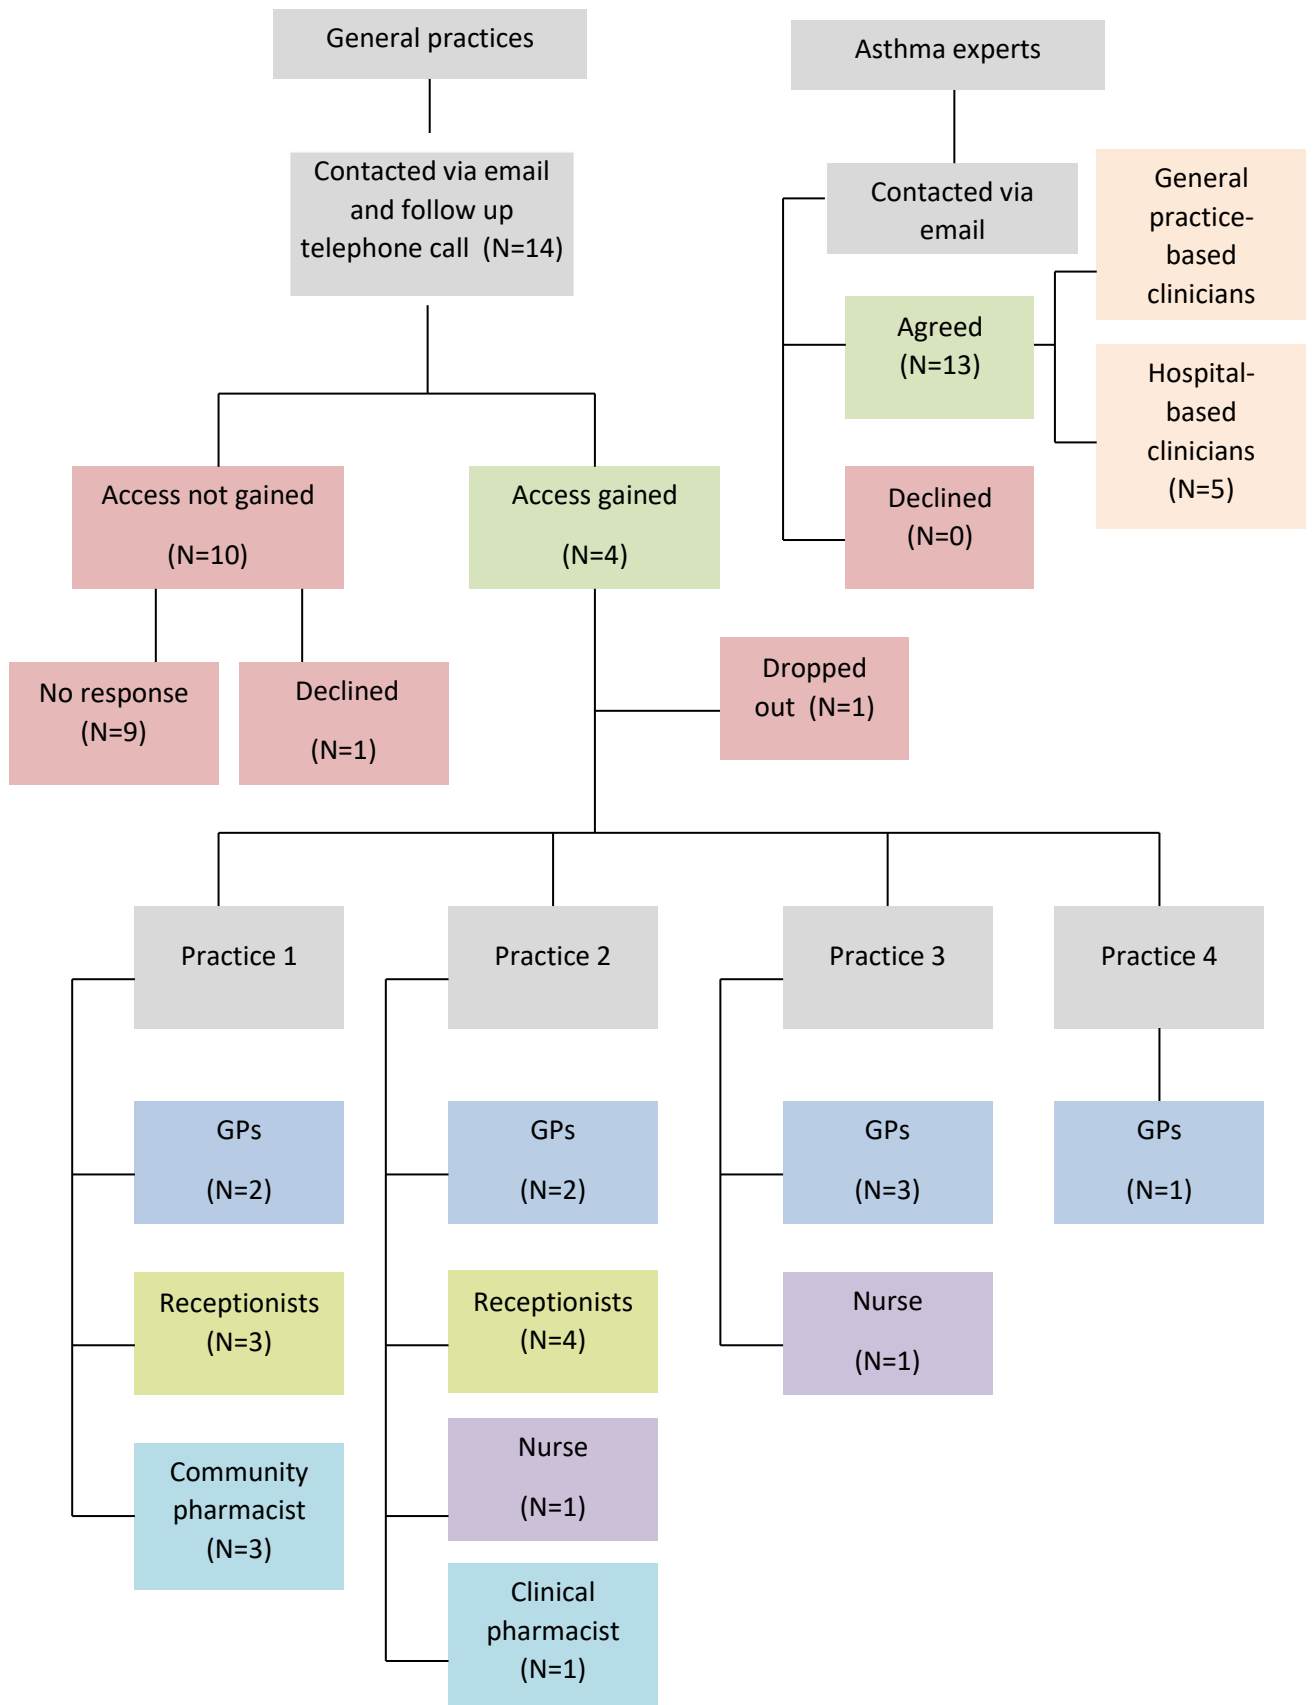 General practices
Contacted via email
and follow up
telephone call  (N=14)
Access not gained
(N=10)
Access gained
(N=4)
No response
(N=9)
Declined
(N=1)
Dropped
out  (N=1)
Asthma experts
Contacted via
email
Agreed
(N=13)
Declined
(N=0)
General
practice-
based
clinicians
Hospital-
based
clinicians
(N=5)
Practice 1
GPs
(N=2)
Receptionists
(N=3)
Community
pharmacist
(N=3)
Practice 2
GPs
(N=2)
Receptionists
(N=4)
Nurse
(N=1)
Clinical
pharmacist
(N=1)
Practice 3
GPs
(N=3)
Nurse
(N=1)
Practice 4
GPs
(N=1)